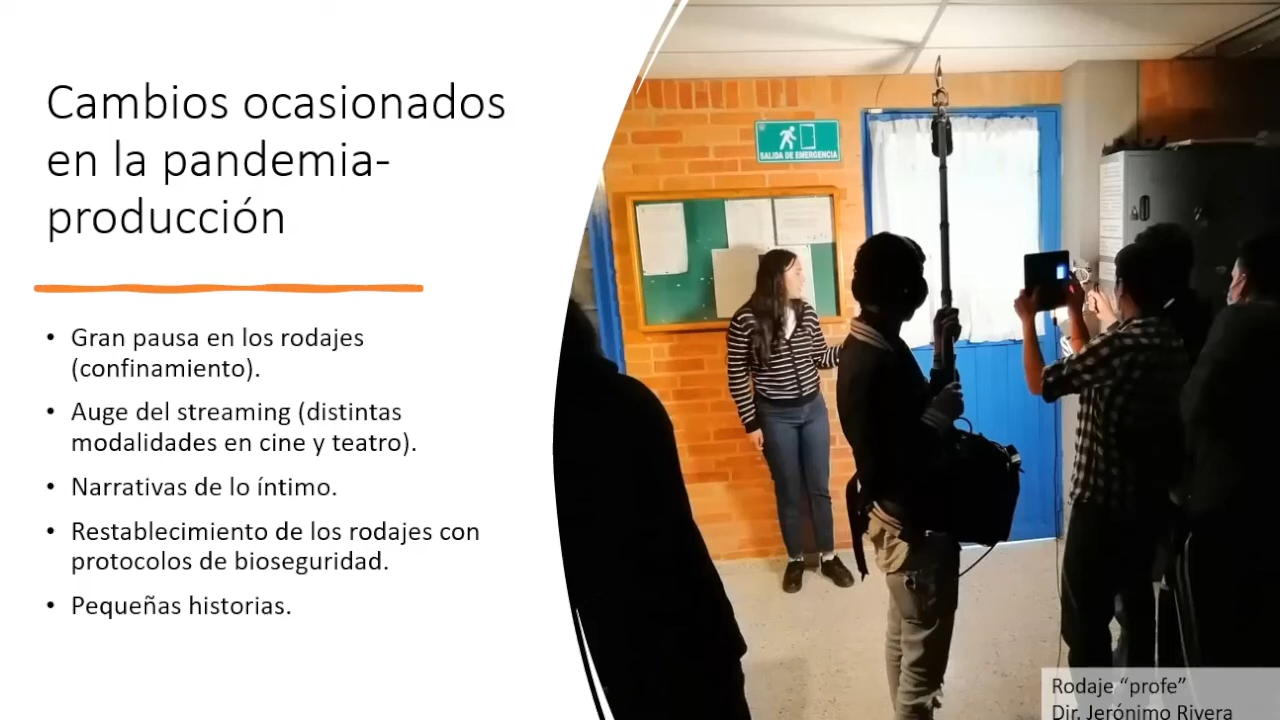 Cambios ocasionados
en la pandemia-
producción
• Gran pausa en los rodajes
(confinamiento).
• Auge del streaming (distintas
modalidades en cine y teatro).
• Narrativas de lo íntimo.
• Restablecimiento de los rodajes con
protocolos de bioseguridad.
• Pequeñas historias.
SALIDA DE EMERGENCIA
Rodaje “profe”
Dir. Jerónimo Rivera